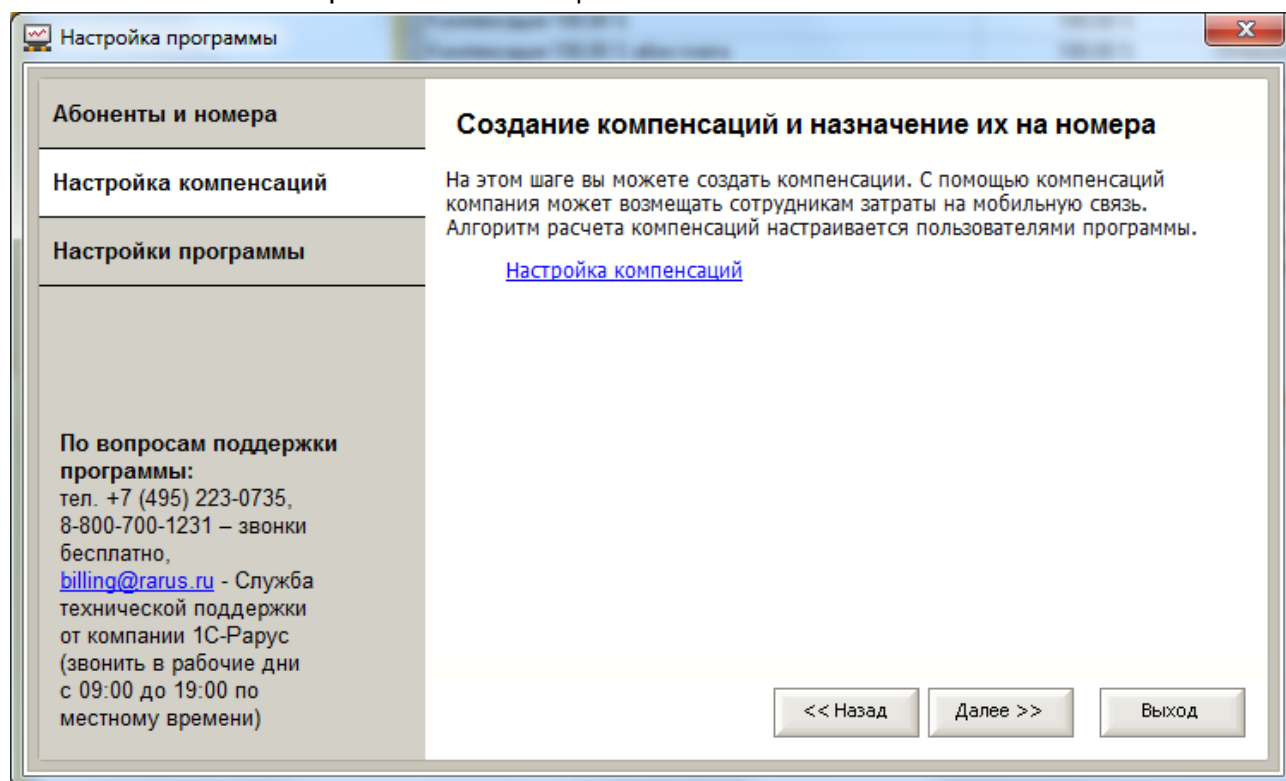 Настройка программы
Абоненты и номера
Настройка компенсаций
Настройки программы
По вопросам поддержки
программы:
тел. +7 (495) 223-0735,
8-800-700-1231 – звонки
бесплатно,
billing@rarus.ru - Служба
технической поддержки
от компании 1С-Рарус
(звонить в рабочие дни
с 09:00 до 19:00 по
местному времени)
Создание компенсаций и назначение их на номера
На этом шаге вы можете создать компенсации. С помощью компенсаций
компания может возмещать сотрудникам затраты на мобильную связь.
Алгоритм расчета компенсаций настраивается пользователями программы.
Настройка компенсаций
<< Назад
Далее >>
Выход